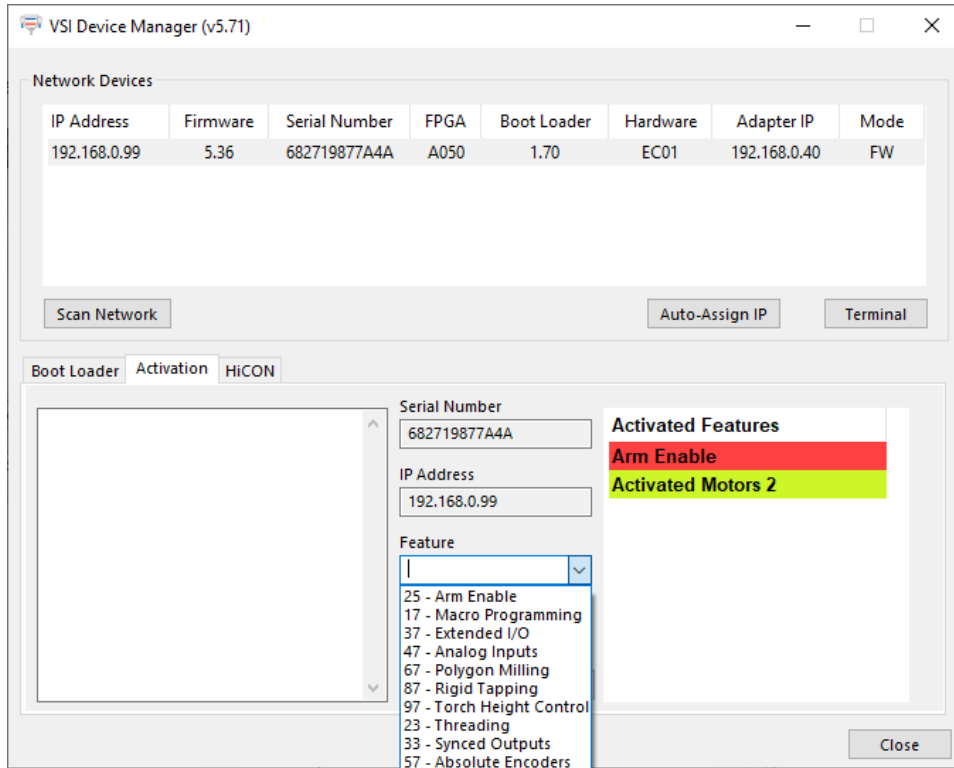 VSI Device Manager (v5.71)
Network Devices
IP Address Firmware Serial Number FPGA Boot Loader Hardware Adapter IP Mode
192.168.0.99 5.36 682719877A4A A050 1.70 EC01 192.168.0.40 FW
Scan Network Auto-Assign IP Terminal
Boot Loader Activation HiCON
Serial Number
682719877A4A
IP Address
192.168.0.99
Feature
25 - Arm Enable
17 - Macro Programming
37 - Extended I/O
47 - Analog Inputs
67 - Polygon Milling
87 - Rigid Tapping
97 - Torch Height Control
23 - Threading
33 - Synced Outputs
57 - Absolute Encoders
Activated Features
Arm Enable
Activated Motors 2
Close